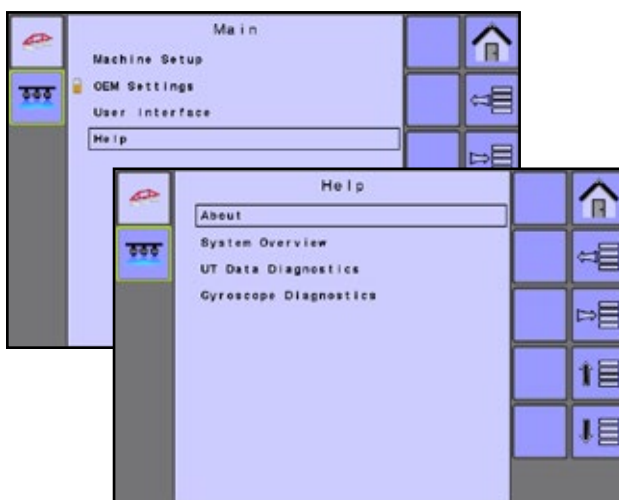 Main
Machine Setup
OEM Settings
User Interface
Help
Help
About
System Overview
UT Data Diagnostics
Gyroscope Diagnostics